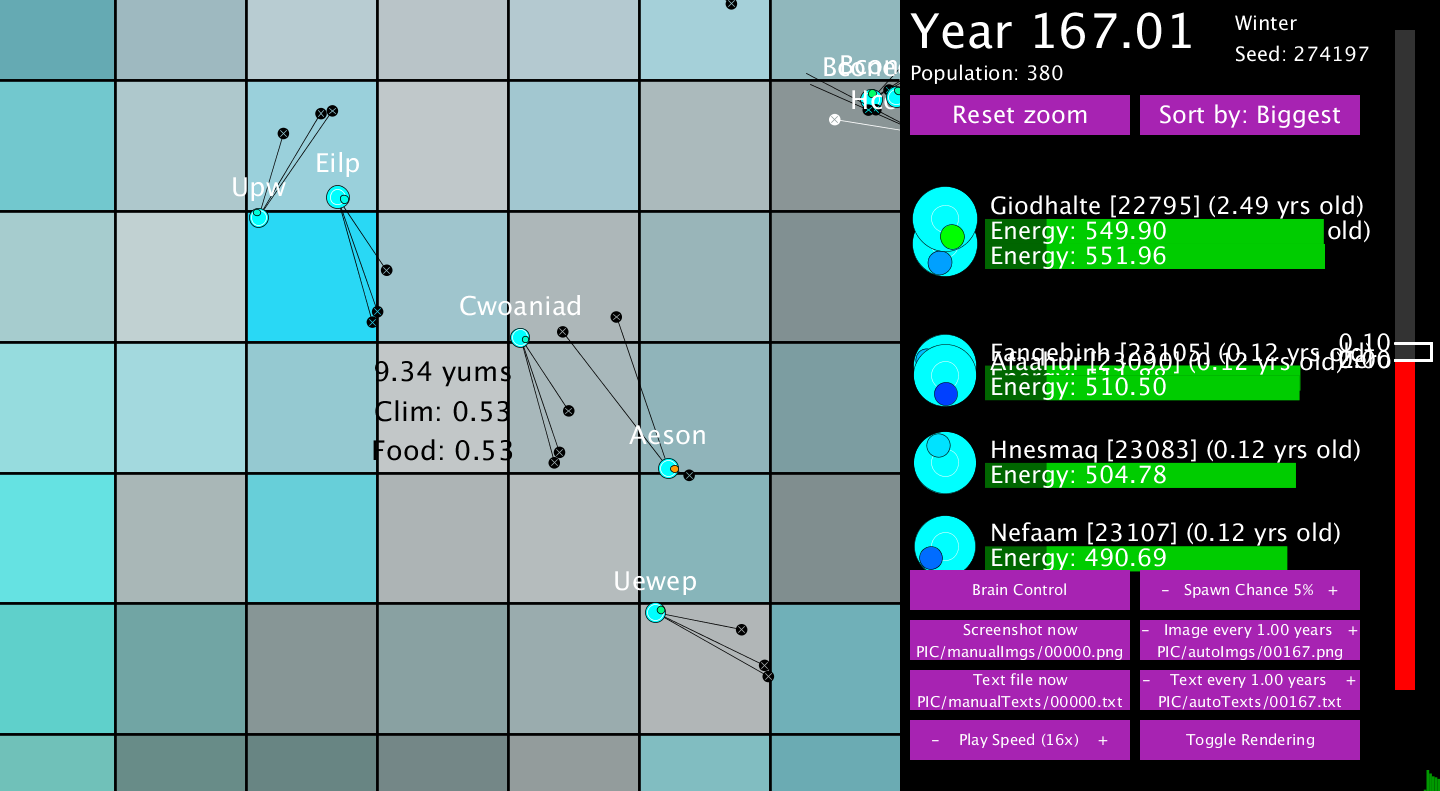 Year 167.01
Winter
Seed: 274197
Population: 380
Reset zoom
Sort by: Biggest
Upw
Eilp
Cwoaniad
9.34 yums
Clim: 0.53
Food: 0.53
Aeson
Uewep
Giodhalte [22795] (2.49 yrs old)
Energy: 549.90
old)
Energy: 551.96
0.10
Fangebinh [23105] (0.12 yrs old)
Afaahur [23090] (0.12 yrs old)
Energy: 510.50
Hnesmaq [23083] (0.12 yrs old)
Energy: 504.78
Nefaam [23107] (0.12 yrs old)
Energy: 490.69
Brain Control
- Spawn Chance 5% +
Screenshot now
PIC/manualImgs/00000.png
- Image every 1.00 years +
PIC/autoImgs/00167.png
Text file now
PIC/manualTexts/00000.txt
- Text every 1.00 years +
PIC/autoTexts/00167.txt
- Play Speed (16x) +
Toggle Rendering